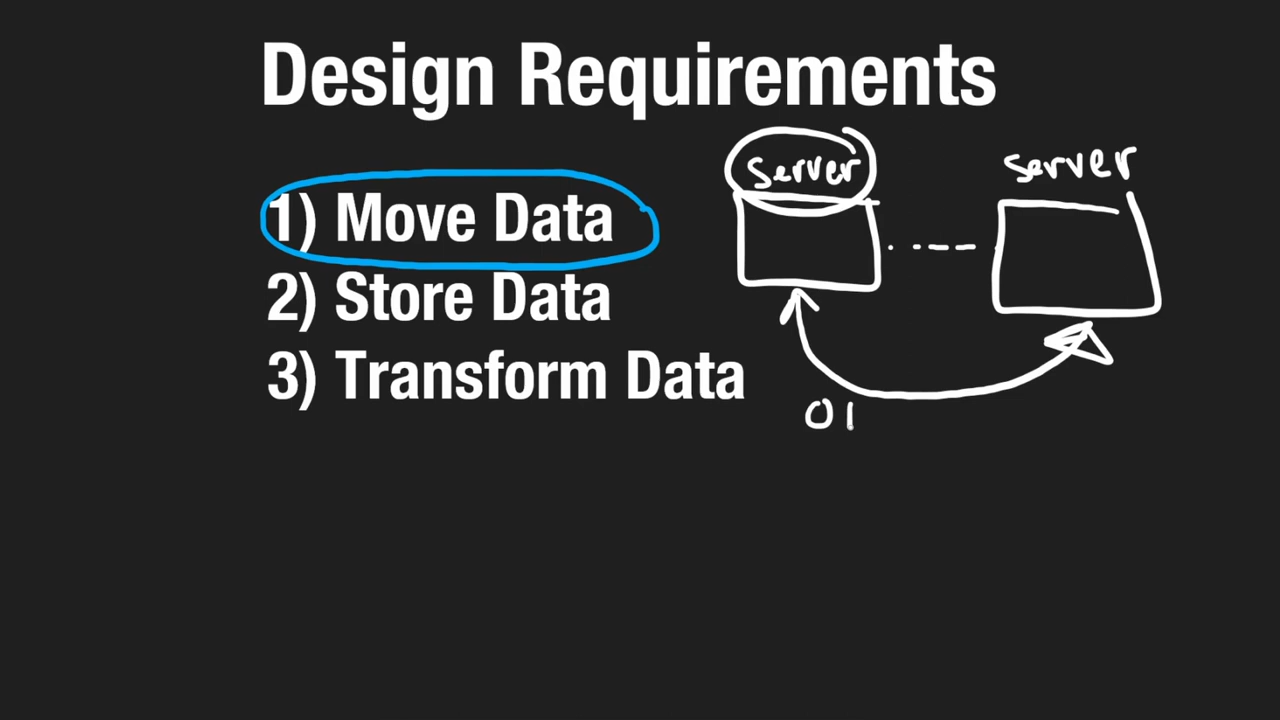 Design Requirements
server
server
1) Move Data
2) Store Data
3) Transform Data
01